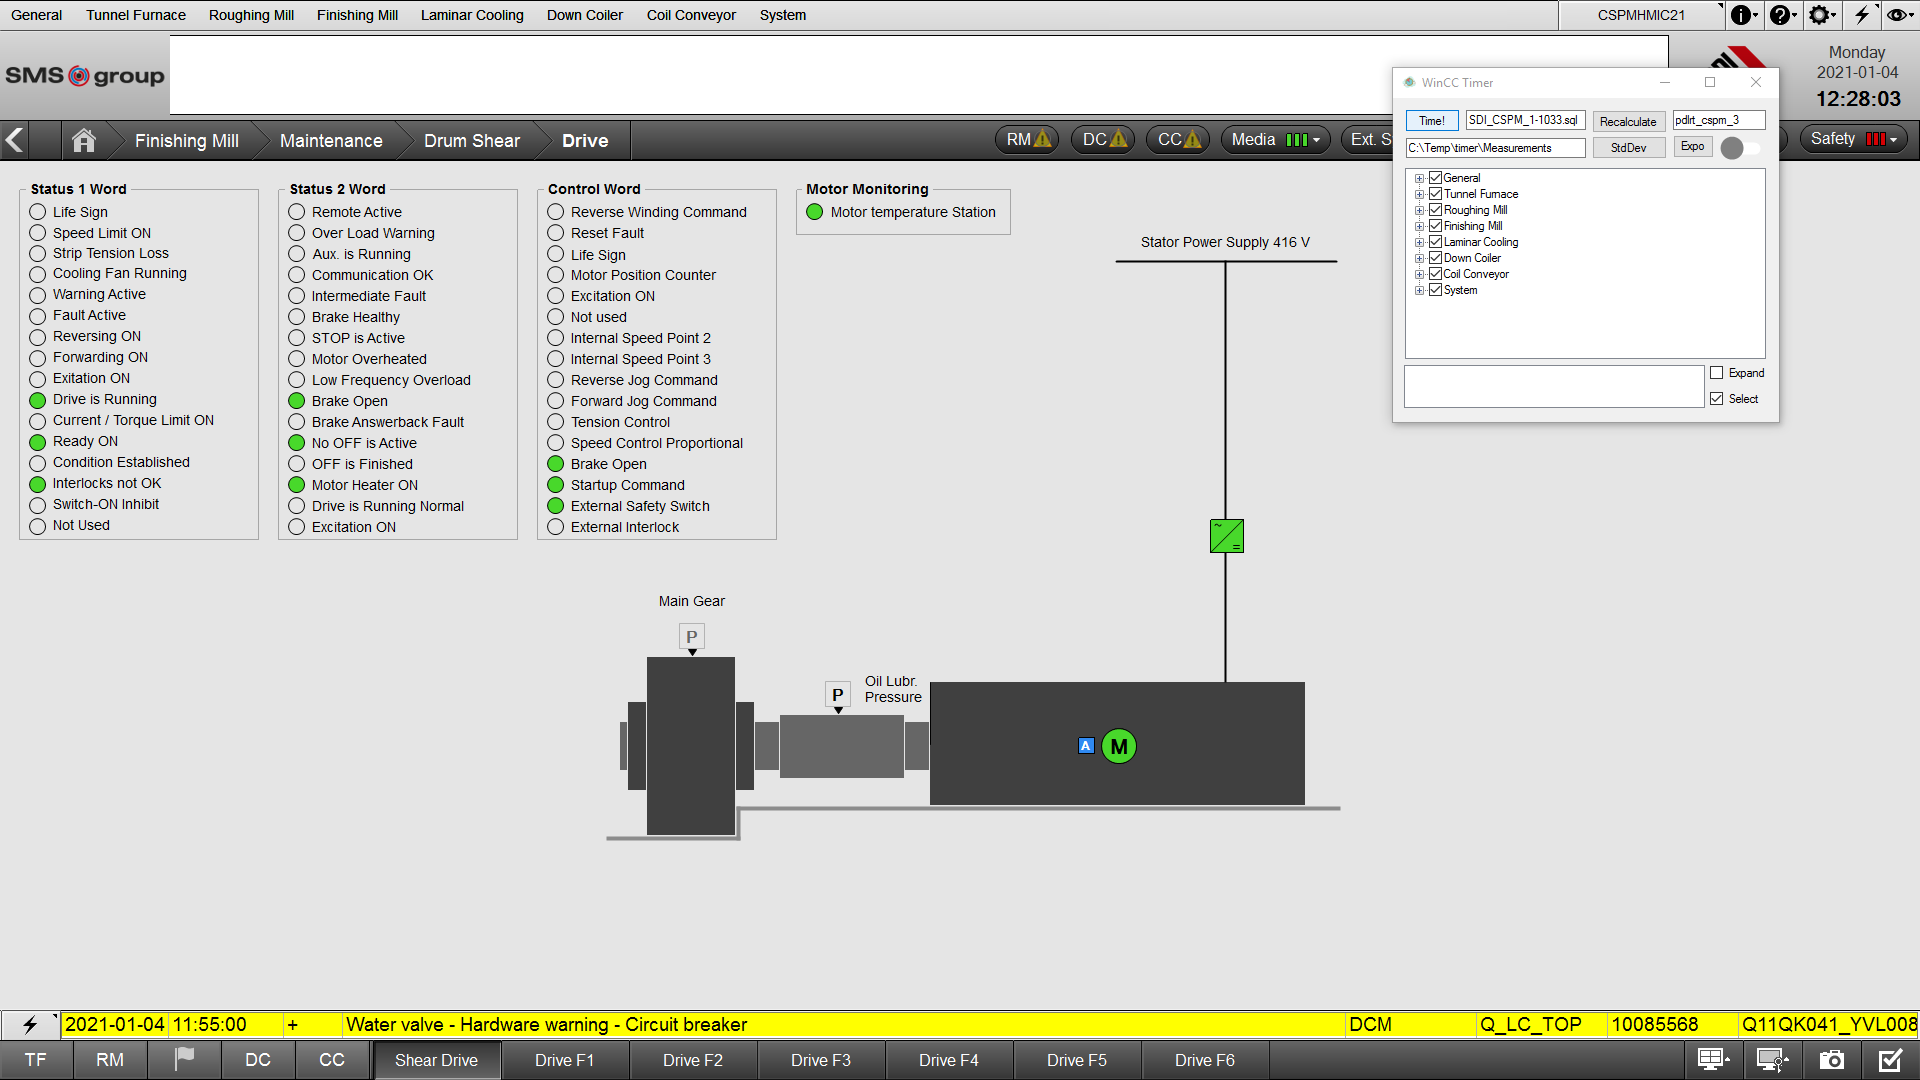 General Tunnel Furnace Roughing Mill Finishing Mill Laminar Cooling Down Coiler Coil Conveyor System CSPMHMIC21
SMS group
Monday
2021-01-04
12:28:03
WinCC Timer
Time! SDI_CSPM_1-1033.sql Recalculate pdlrt_cspm_3
C:\Temp\timer\Measurements StdDev Expo
General
Tunnel Furnace
Roughing Mill
Finishing Mill
Laminar Cooling
Down Coiler
Coil Conveyor
System
Expand
Select
Finishing Mill Maintenance Drum Shear Drive RM DC CC Media Ext. S Safety
Status 1 Word
Life Sign
Speed Limit ON
Strip Tension Loss
Cooling Fan Running
Warning Active
Fault Active
Reversing ON
Forwarding ON
Exitation ON
Drive is Running
Current / Torque Limit ON
Ready ON
Condition Established
Interlocks not OK
Switch-ON Inhibit
Not Used
Status 2 Word
Remote Active
Over Load Warning
Aux. is Running
Communication OK
Intermediate Fault
Brake Healthy
STOP is Active
Motor Overheated
Low Frequency Overload
Brake Open
Brake Answerback Fault
No OFF is Active
OFF is Finished
Motor Heater ON
Drive is Running Normal
Excitation ON
Control Word
Reverse Winding Command
Reset Fault
Life Sign
Motor Position Counter
Excitation ON
Not used
Internal Speed Point 2
Internal Speed Point 3
Reverse Jog Command
Forward Jog Command
Tension Control
Speed Control Proportional
Brake Open
Startup Command
External Safety Switch
External Interlock
Motor Monitoring
Motor temperature Station
Stator Power Supply 416 V
Main Gear
P
P
Oil Lubr.
Pressure
A
M
2021-01-04 11:55:00 + Water valve - Hardware warning - Circuit breaker DCM Q_LC_TOP 10085568 Q11QK041_YVL008
TF RM DC CC Shear Drive Drive F1 Drive F2 Drive F3 Drive F4 Drive F5 Drive F6